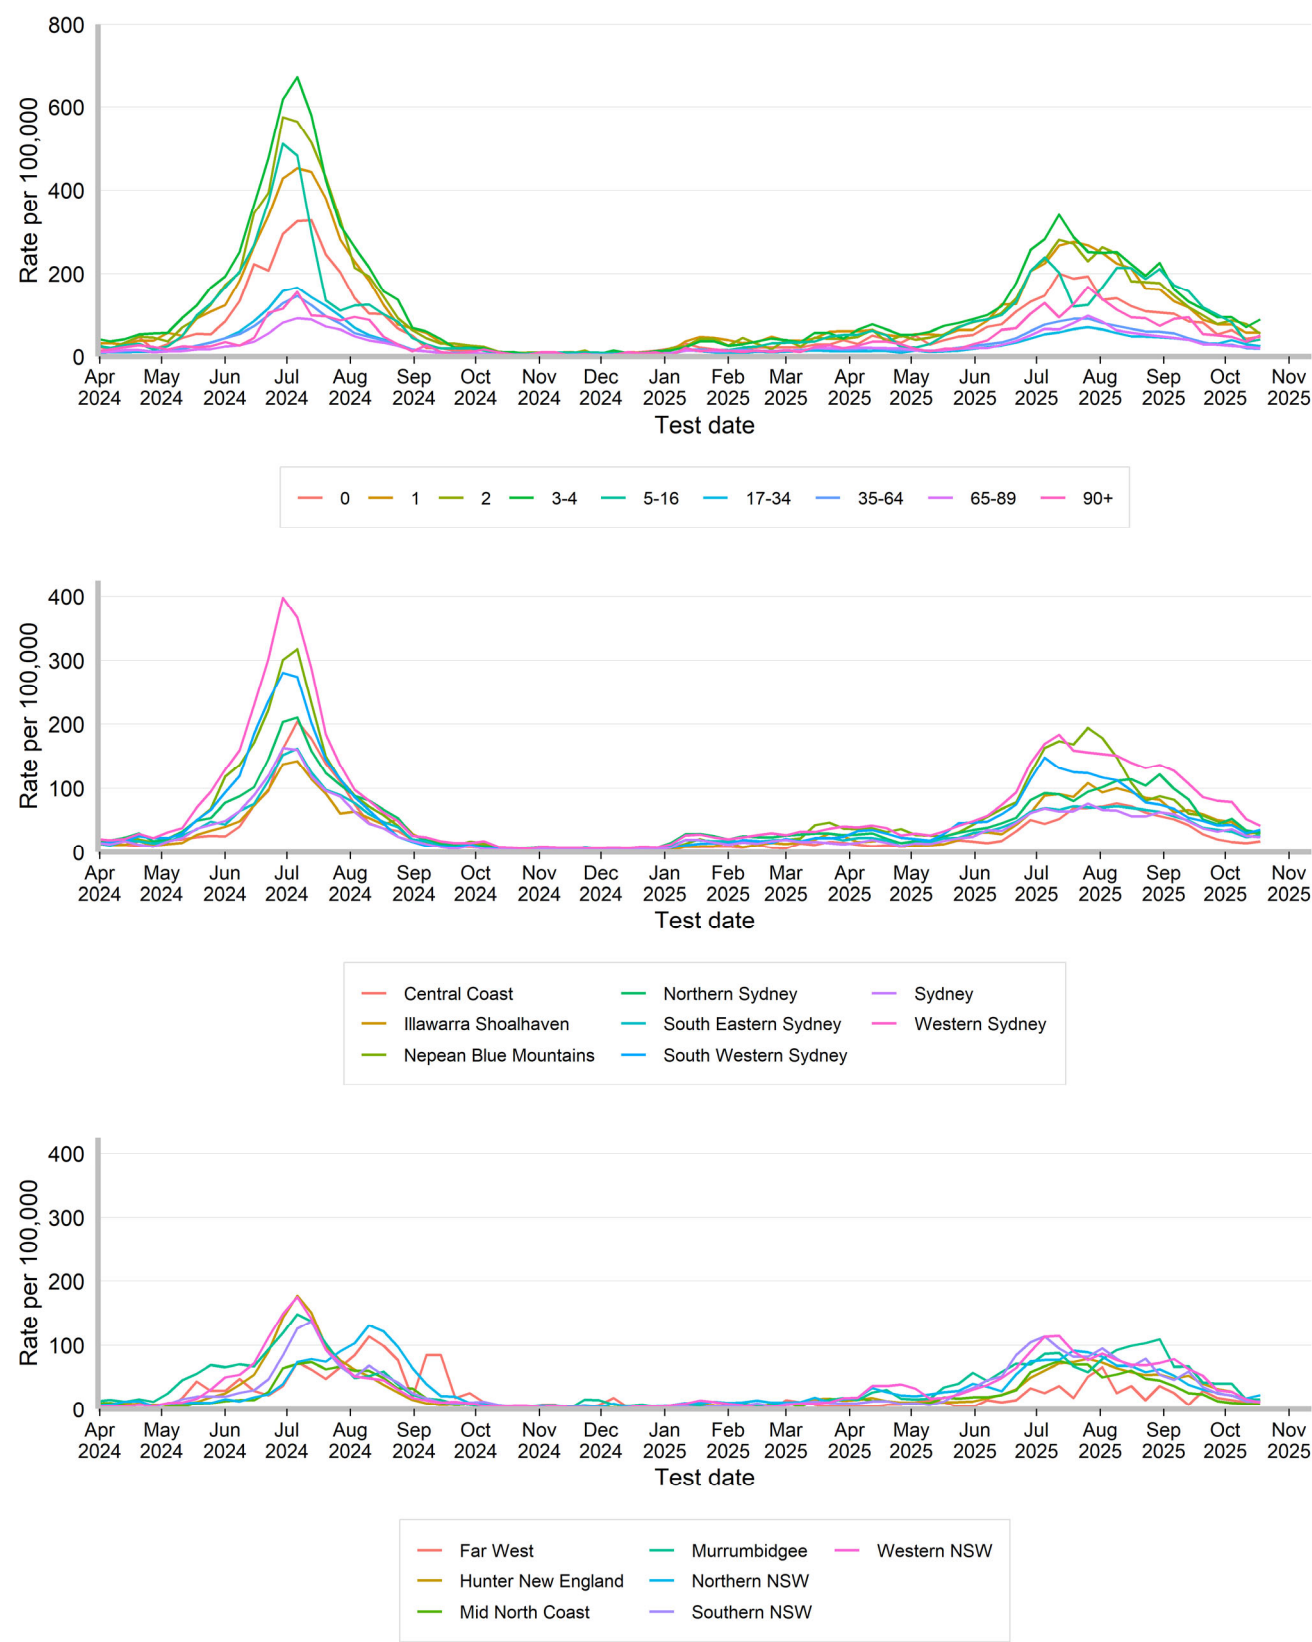 800
600
400
200
0
Rate per 100,000
Apr May Jun Jul Aug Sep Oct Nov Dec Jan Feb Mar Apr May Jun Jul Aug Sep Oct Nov
2024 2024 2024 2024 2024 2024 2024 2024 2024 2025 2025 2025 2025 2025 2025 2025 2025 2025 2025 2025
Test date
0 1 2 3-4 5-16 17-34 35-64 65-89 90+
400
300
200
100
0
Rate per 100,000
Apr May Jun Jul Aug Sep Oct Nov Dec Jan Feb Mar Apr May Jun Jul Aug Sep Oct Nov
2024 2024 2024 2024 2024 2024 2024 2024 2024 2025 2025 2025 2025 2025 2025 2025 2025 2025 2025 2025
Test date
Central Coast Northern Sydney Sydney
Illawarra Shoalhaven South Eastern Sydney Western Sydney
Nepean Blue Mountains South Western Sydney
400
300
200
100
0
Rate per 100,000
Apr May Jun Jul Aug Sep Oct Nov Dec Jan Feb Mar Apr May Jun Jul Aug Sep Oct Nov
2024 2024 2024 2024 2024 2024 2024 2024 2024 2025 2025 2025 2025 2025 2025 2025 2025 2025 2025 2025
Test date
Far West Murrumbidgee Western NSW
Hunter New England Northern NSW
Mid North Coast Southern NSW